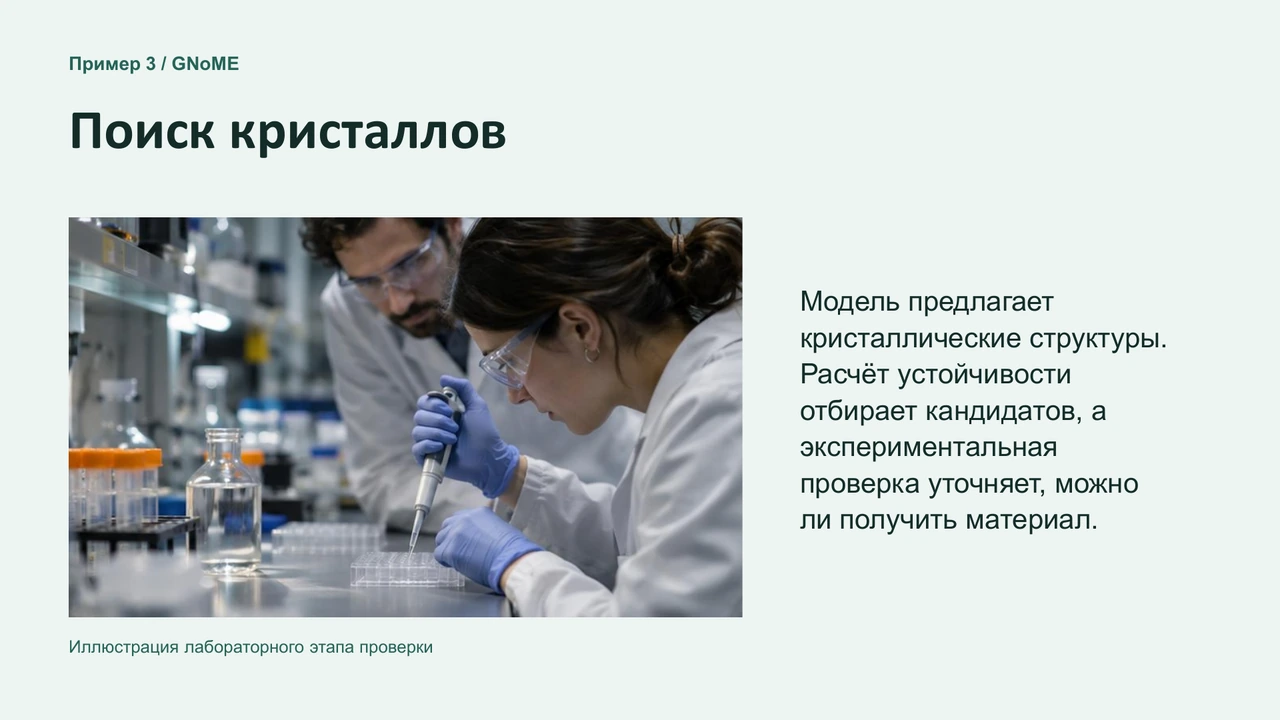 Пример 3 / GNoME
Поиск кристаллов
Модель предлагает
кристаллические структуры.
Расчёт устойчивости
отбирает кандидатов, а
экспериментальная
проверка уточняет, можно
ли получить материал.
Иллюстрация лабораторного этапа проверки